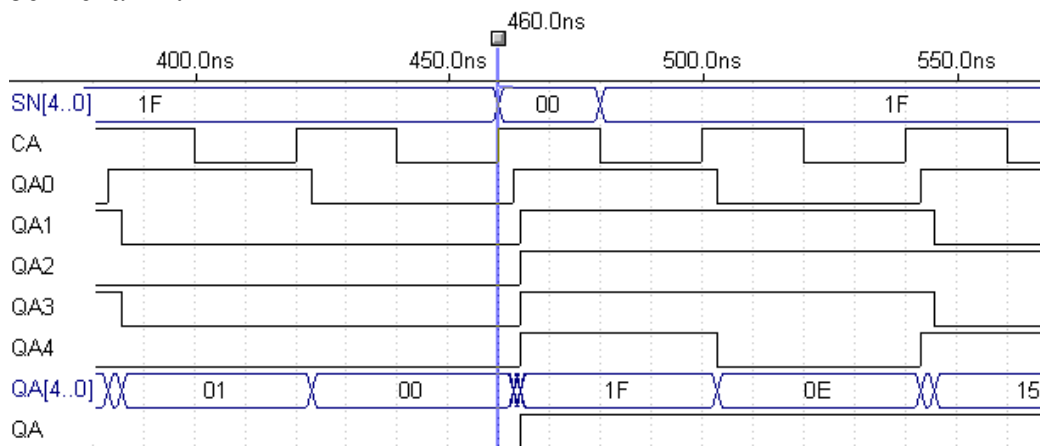 460.0ns
400.0ns 450.0ns 500.0ns 550.0ns
SN[4..0] 1F 00 1F
CA
QA0
QA1
QA2
QA3
QA4
QA[4..0] 01 00 1F 0E 15
QA